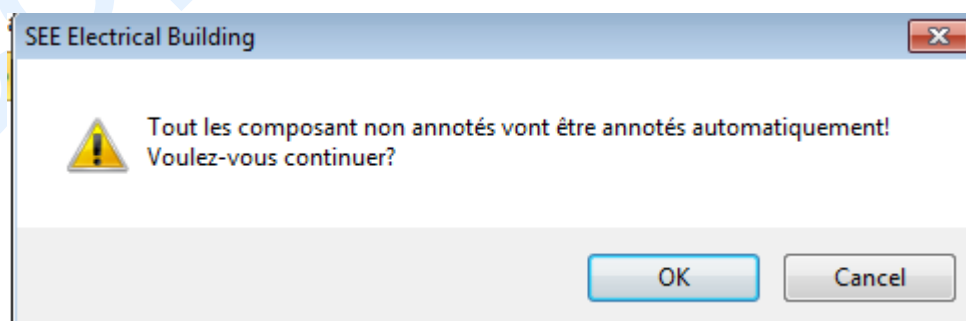 SEE Electrical Building
Tout les composant non annotés vont être annotés automatiquement!
Voulez-vous continuer?
OK
Cancel